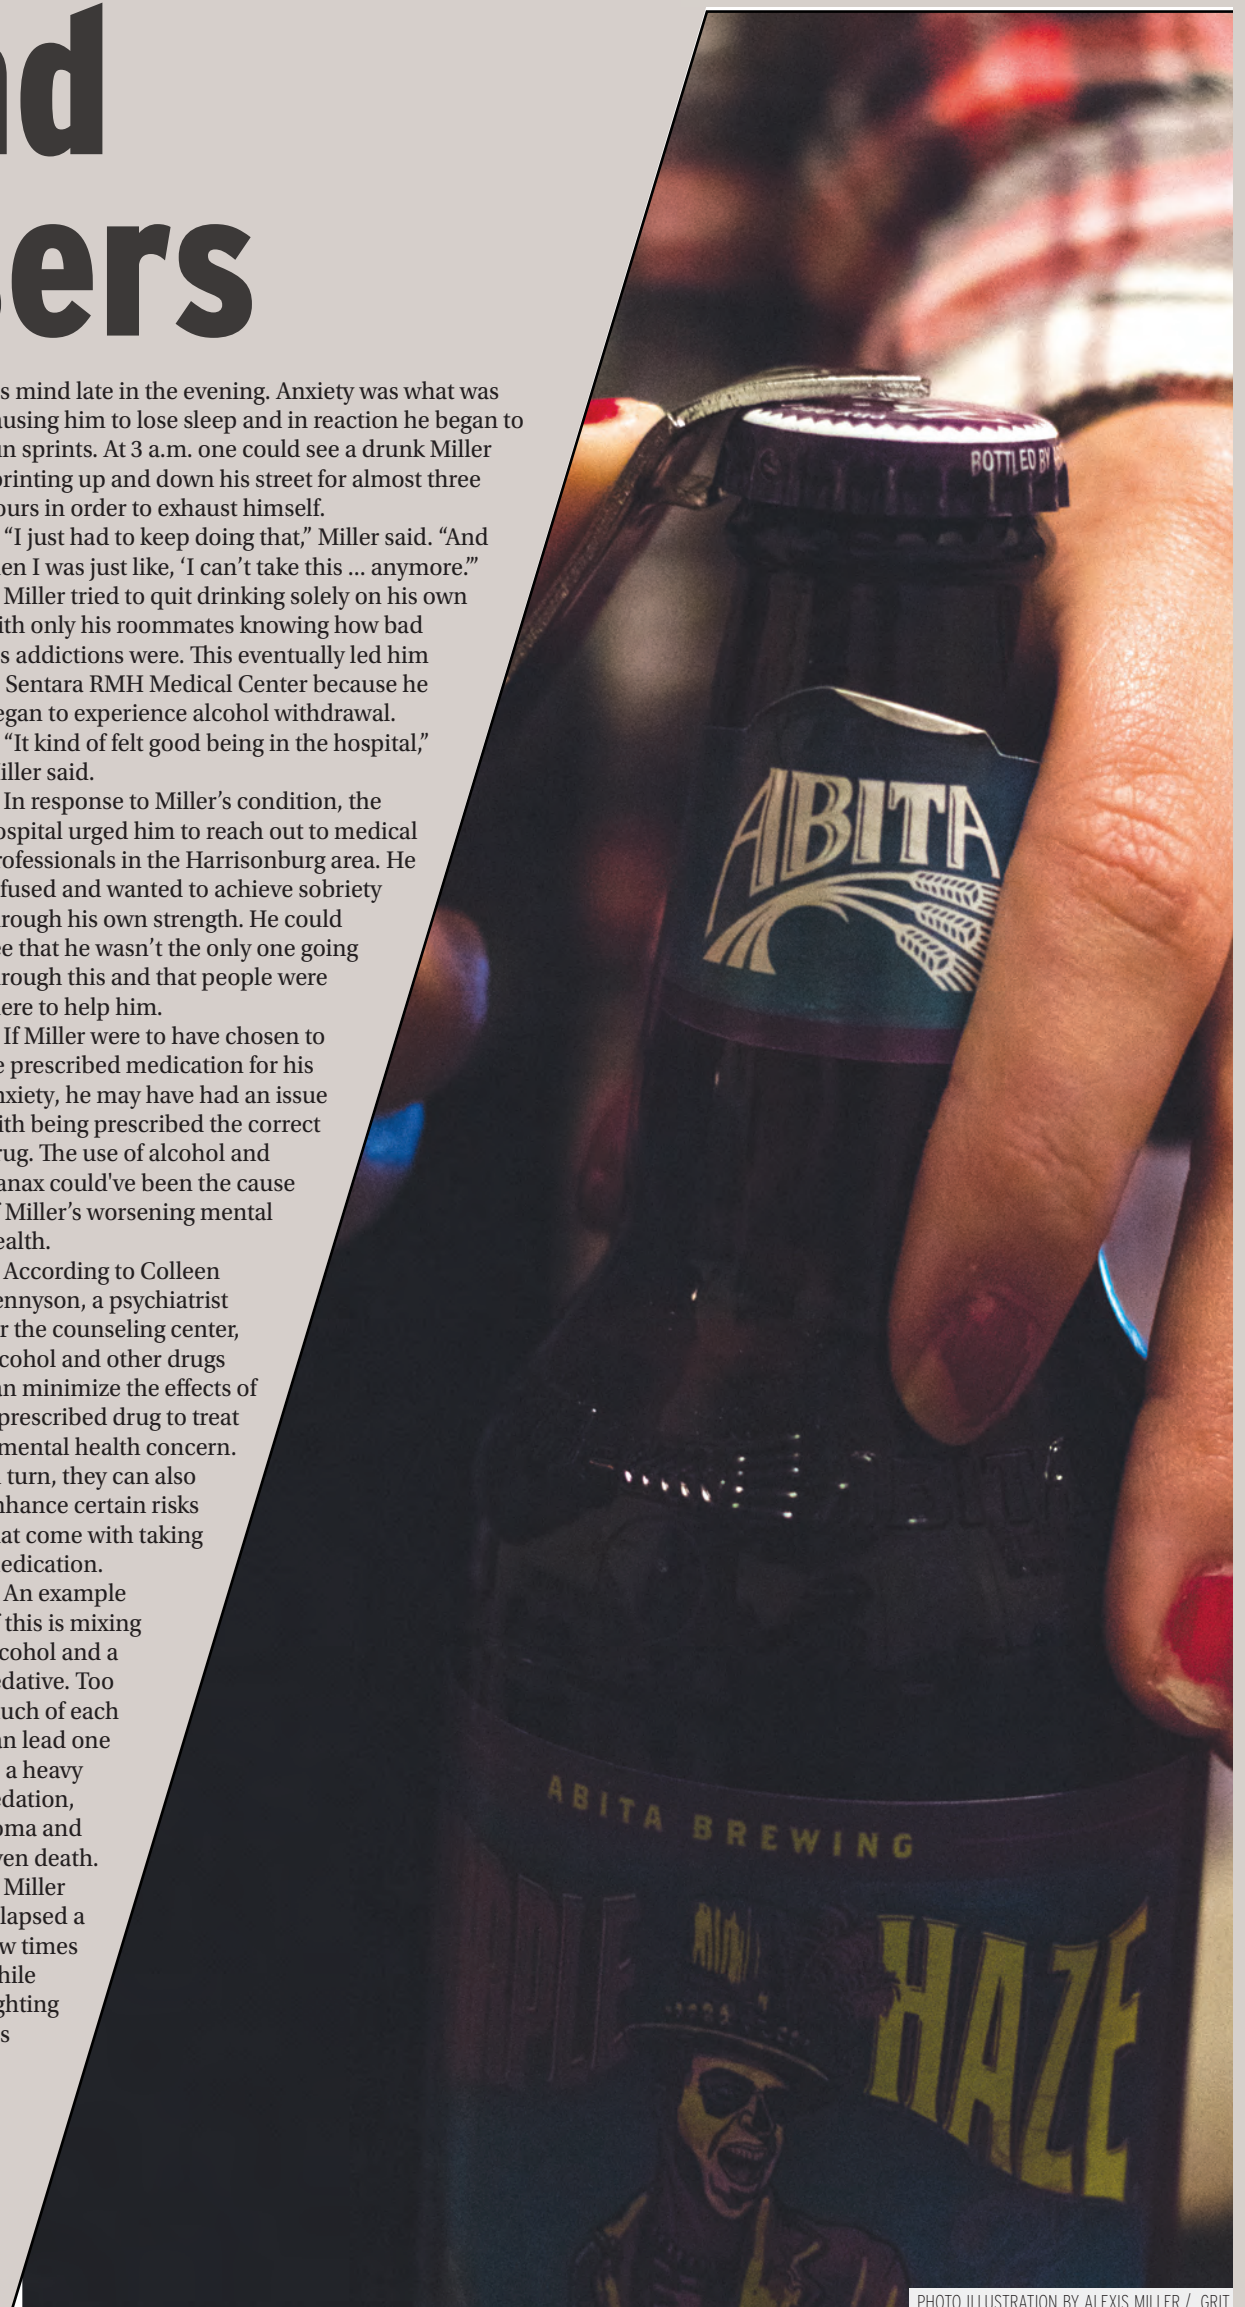 nd
ers
s mind late in the evening. Anxiety was what was
ausing him to lose sleep and in reaction he began to
un sprints. At 3 a.m. one could see a drunk Miller
printing up and down his street for almost three
ours in order to exhaust himself.
“I just had to keep doing that,” Miller said. “And
en I was just like, ‘I can’t take this ... anymore.’”
Miller tried to quit drinking solely on his own
ith only his roommates knowing how bad
s addictions were. This eventually led him
Sentara RMH Medical Center because he
egan to experience alcohol withdrawal.
“It kind of felt good being in the hospital,”
iller said.
In response to Miller’s condition, the
ospital urged him to reach out to medical
rofessionals in the Harrisonburg area. He
fused and wanted to achieve sobriety
rough his own strength. He could
ee that he wasn’t the only one going
rough this and that people were
ere to help him.
If Miller were to have chosen to
e prescribed medication for his
nxiety, he may have had an issue
ith being prescribed the correct
rug. The use of alcohol and
anax could've been the cause
f Miller’s worsening mental
ealth.
According to Colleen
ennyson, a psychiatrist
r the counseling center,
cohol and other drugs
an minimize the effects of
prescribed drug to treat
mental health concern.
n turn, they can also
nhance certain risks
at come with taking
edication.
An example
f this is mixing
cohol and a
edative. Too
uch of each
an lead one
a heavy
edation,
oma and
ven death.
Miller
lapsed a
w times
hile
ghting
s
BOTTLED BY
ABITA
ABITA
ABITA BREWING
HAZE
PHOTO ILLUSTRATION BY ALEXIS MILLER / GRIT